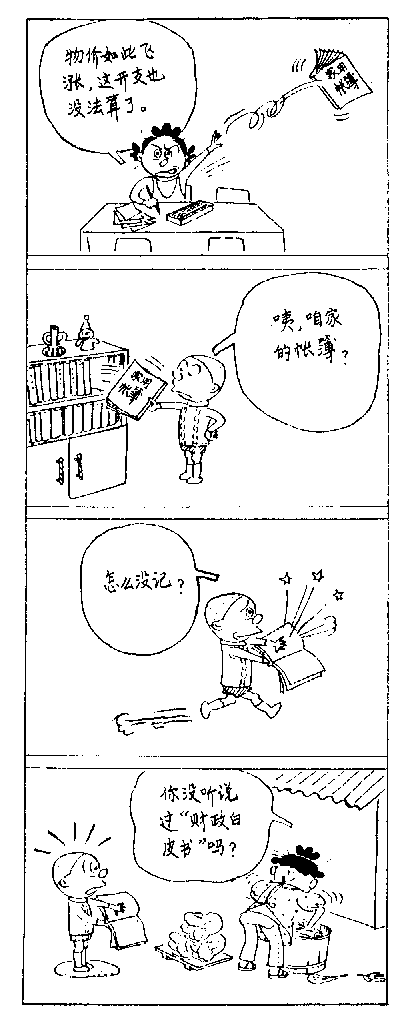 物价如此飞
涨,这开支也
没法算了。
家用
帐簿
咦,咱家
的帐簿?
家用
帐簿
怎么没记?
你没听说
过“财政白
皮书”吗?